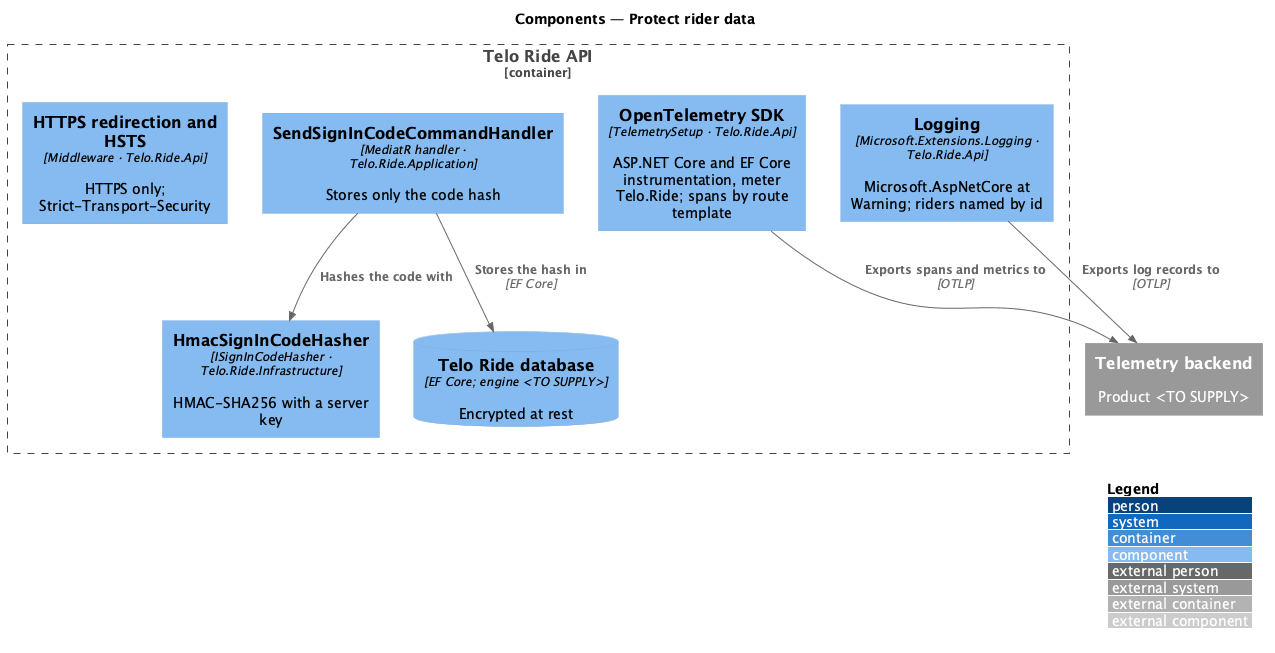 Components — Protect rider data
Telo Ride API
[container]
HTTPS redirection and
HSTS
[Middleware · Telo.Ride.Api]
HTTPS only;
Strict-Transport-Security
SendSignInCodeCommandHandler
[MediatR handler ·
Telo.Ride.Application]
Stores only the code hash
OpenTelemetry SDK
[TelemetrySetup · Telo.Ride.Api]
ASP.NET Core and EF Core
instrumentation, meter
Telo.Ride; spans by route
template
Logging
[Microsoft.Extensions.Logging ·
Telo.Ride.Api]
Microsoft.AspNetCore at
Warning; riders named by id
Hashes the code with
Stores the hash in
[EF Core]
Exports spans and metrics to
[OTLP]
Exports log records to
[OTLP]
HmacSignInCodeHasher
[ISignInCodeHasher ·
Telo.Ride.Infrastructure]
HMAC-SHA256 with a server
key
Telo Ride database
[EF Core; engine <TO SUPPLY>]
Encrypted at rest
Telemetry backend
Product <TO SUPPLY>
Legend
person
system
container
component
external person
external system
external container
external component